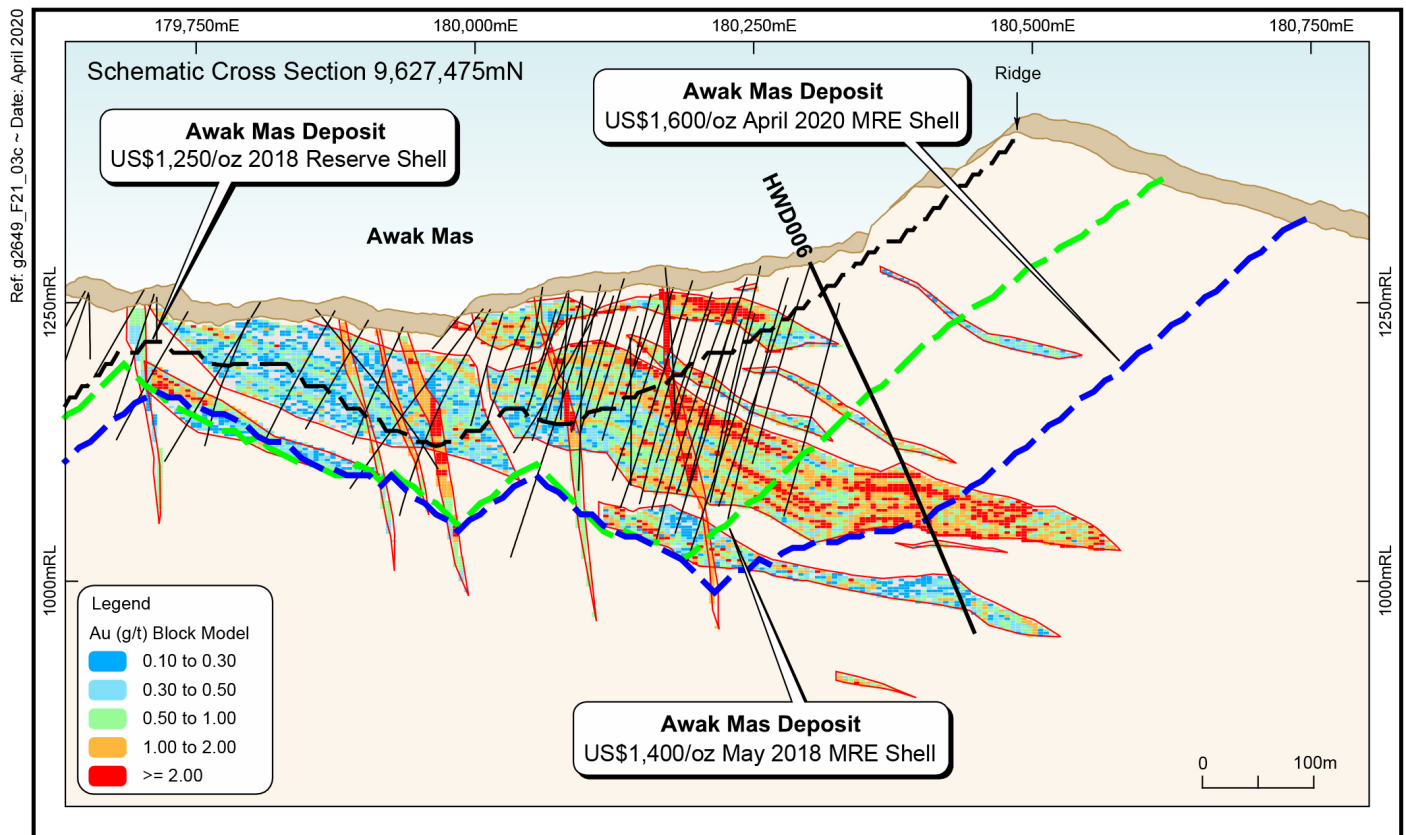 Ref: g2649_F21_03c ~ Date: April 2020
179,750mE
180,000mE
180,250mE
180,500mE
180,750mE
Schematic Cross Section 9,627,475mN
Awak Mas Deposit
US$1,250/oz 2018 Reserve Shell
Awak Mas Deposit
US$1,600/oz April 2020 MRE Shell
Ridge
HWD006
Awak Mas
1250mRL
1250mRL
1000mRL
1000mRL
Legend
Au (g/t) Block Model
0.10 to 0.30
0.30 to 0.50
0.50 to 1.00
1.00 to 2.00
>= 2.00
Awak Mas Deposit
US$1,400/oz May 2018 MRE Shell
0
100m